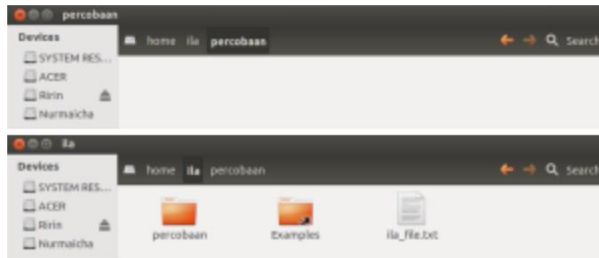 percobaan
Devices
home ila percobaan
Search
SYSTEM RES...
ACER
Ririn
Nurmaicha
ila
Devices
home ila percobaan
Search
SYSTEM RES...
ACER
Ririn
Nurmaicha
percobaan
Examples
ila_file.txt